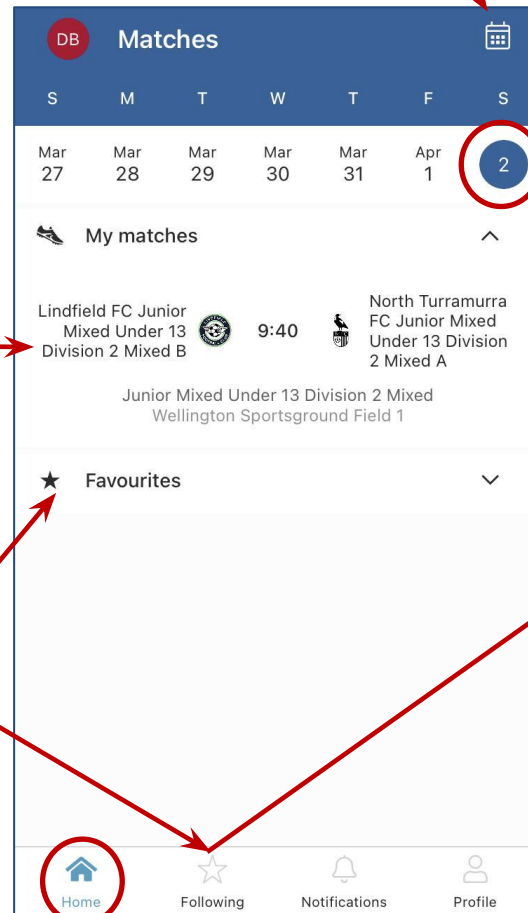 DB
Matches
S M T W T F S
Mar Mar Mar Mar Mar Apr
27 28 29 30 31 1 2
My matches
Lindfield FC Junior
Mixed Under 13
Division 2 Mixed B
9:40
North Turramurra
FC Junior Mixed
Under 13 Division
2 Mixed A
Junior Mixed Under 13 Division 2 Mixed
Wellington Sportsground Field 1
Favourites
Home Following Notifications Profile